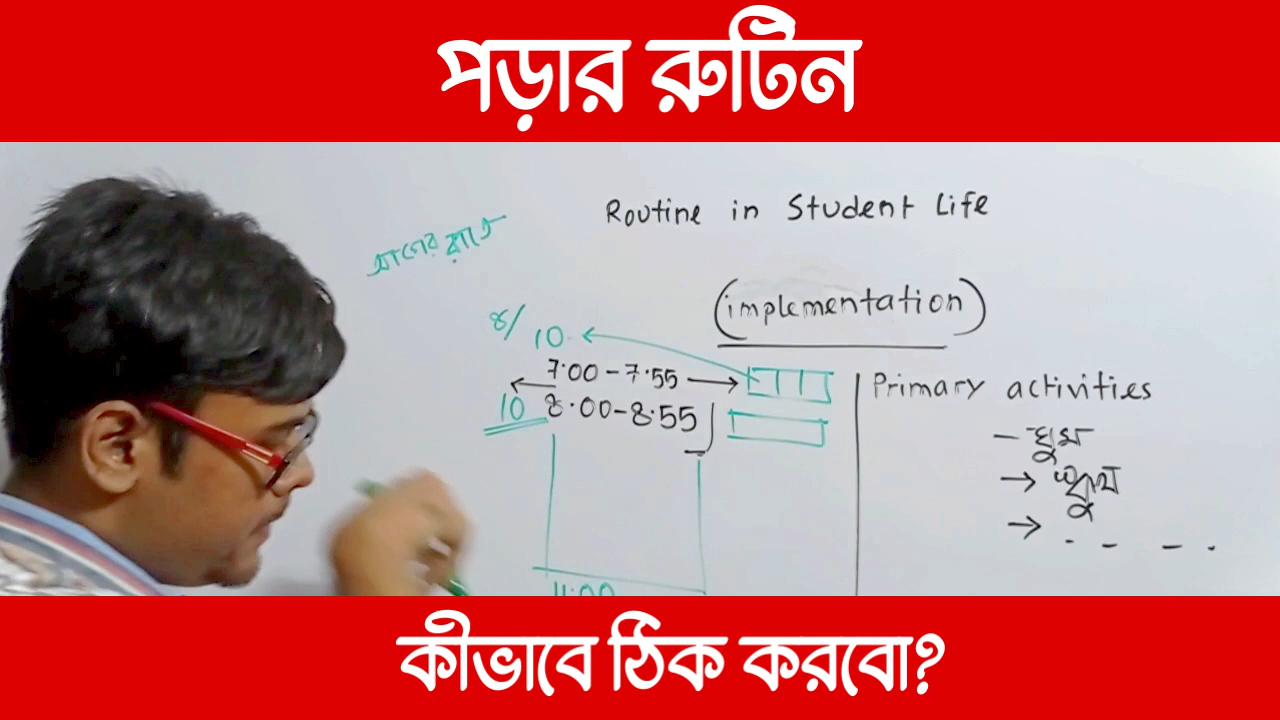 পড়ার রুটিন
Routine in Student Life
আগের রাতে
(implementation)
8/10
7.00-7.55
10 8.00-8.55
Primary activities
- ঘুম
→
→ . - - .
11:00
কীভাবে ঠিক করবো?